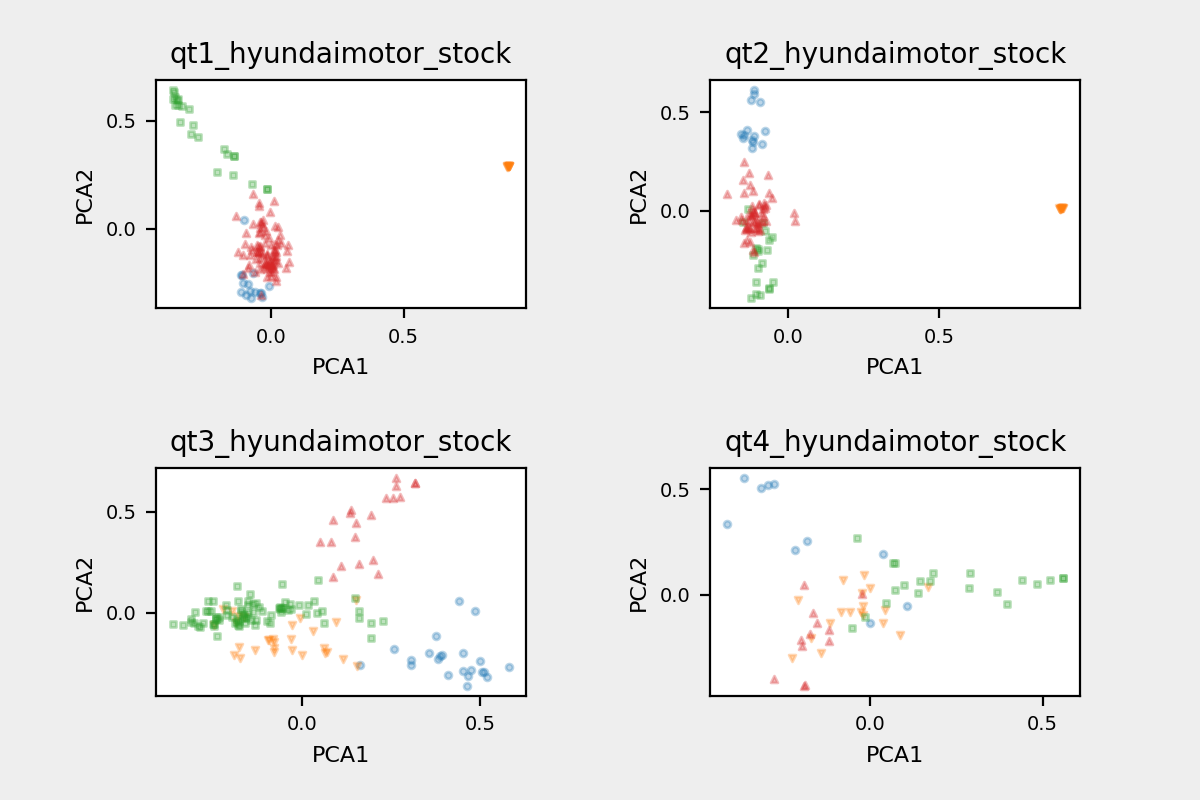 qt1_hyundaimotor_stock
PCA2
0.5
0.0
0.0 0.5
PCA1
qt2_hyundaimotor_stock
PCA2
0.5
0.0
0.0 0.5
PCA1
qt3_hyundaimotor_stock
PCA2
0.5
0.0
0.0 0.5
PCA1
qt4_hyundaimotor_stock
PCA2
0.5
0.0
0.0 0.5
PCA1